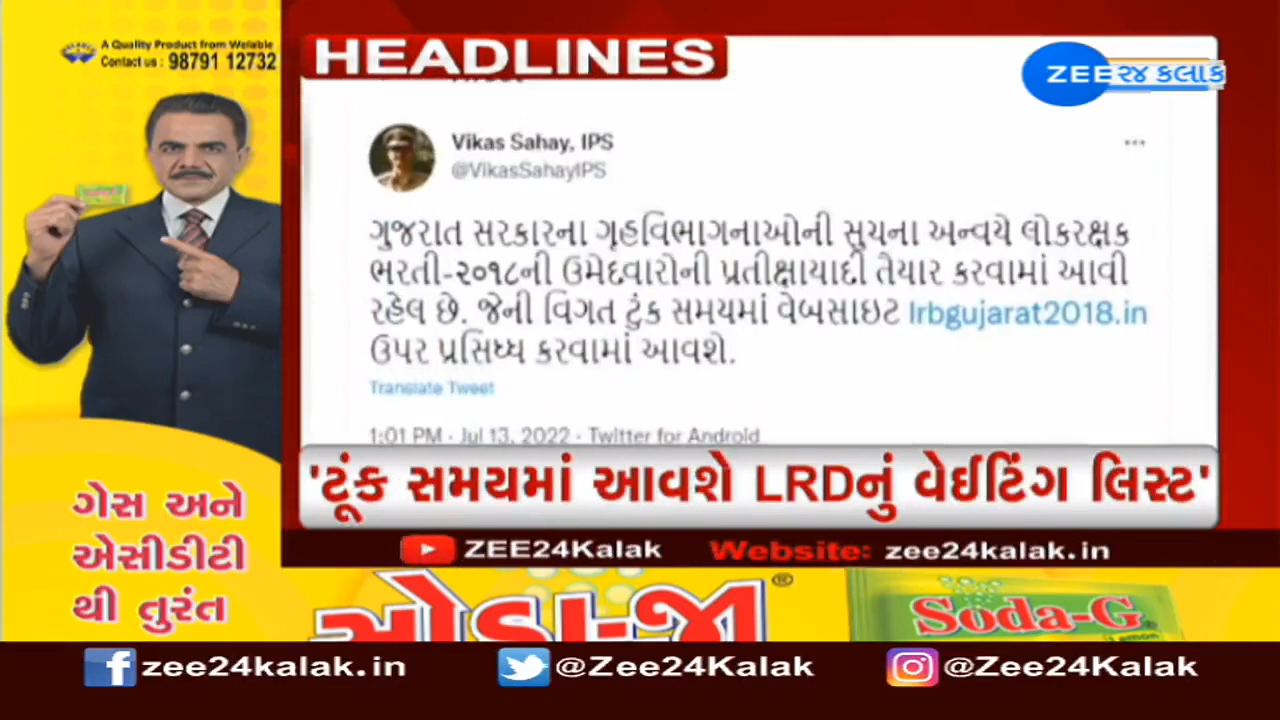 A Quality Product from Welable
Contact us : 98791 12732
HEADLINES
ZEE ૨૪ કલાક
Vikas Sahay, IPS
@VikasSahayIPS
ગુજરાત સરકારના ગૃહવિભાગનાઓની સુચના અન્વયે લોકરક્ષક
ભરતી-૨૦૧૮ની ઉમેદવારોની પ્રતીક્ષાયાદી તૈયાર કરવામાં આવી
રહેલ છે. જેની વિગત ટુંક સમયમાં વેબસાઇટ lrbgujarat2018.in
ઉપર પ્રસિધ્ધ કરવામાં આવશે.
Translate Tweet
1:01 PM · Jul 13, 2022 · Twitter for Android
'ટૂંક સમયમાં આવશે LRDનું વેઈટિંગ લિસ્ટ'
ZEE24Kalak Website: zee24kalak.in
ગેસ અને
એસીડીટી
થી તુરંત
સોડા-જી®
Soda-G
Lemon
zee24kalak.in @Zee24Kalak @Zee24Kalak